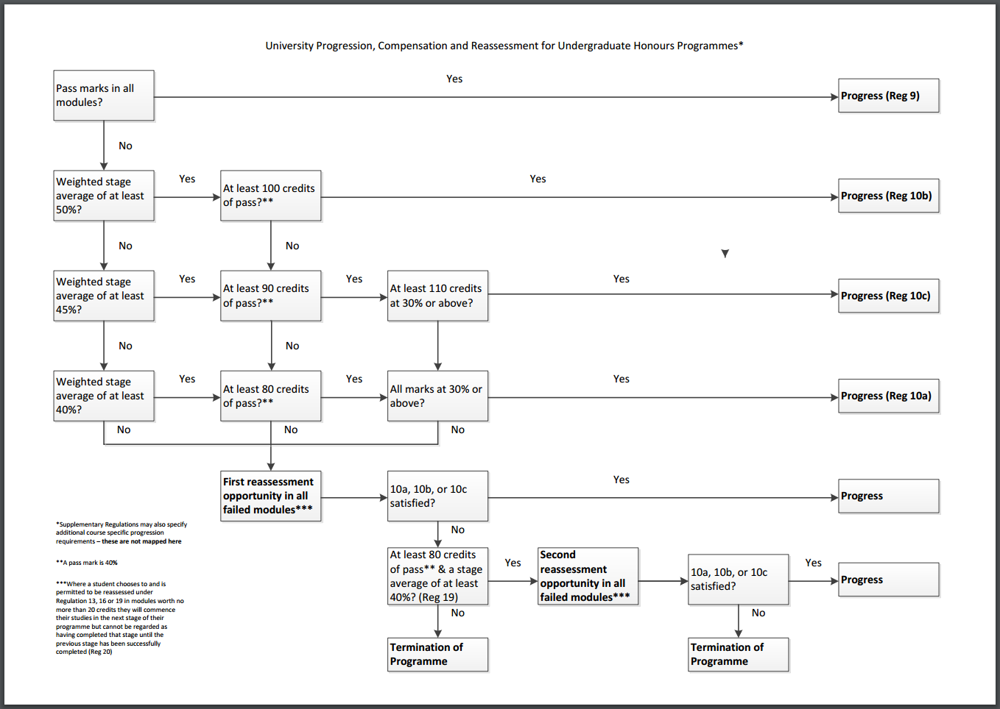 University Progression, Compensation and Reassessment for Undergraduate Honours Programmes*
Pass marks in all
modules?
Yes
Progress (Reg 9)
No
Weighted stage
average of at least
50%?
Yes
At least 100 credits
of pass?**
Yes
Progress (Reg 10b)
No
No
Weighted stage
average of at least
45%?
Yes
At least 90 credits
of pass?**
Yes
At least 110 credits
at 30% or above?
Yes
Progress (Reg 10c)
No
No
Weighted stage
average of at least
40%?
Yes
At least 80 credits
of pass?**
Yes
All marks at 30% or
above?
Yes
Progress (Reg 10a)
No
No
No
First reassessment
opportunity in all
failed modules***
10a, 10b, or 10c
satisfied?
Yes
Progress
No
At least 80 credits
of pass** & a stage
average of at least
40%? (Reg 19)
Yes
Second
reassessment
opportunity in all
failed modules***
10a, 10b, or 10c
satisfied?
Yes
Progress
No
No
Termination of
Programme
Termination of
Programme
*Supplementary Regulations may also specify
additional course specific progression
requirements – these are not mapped here
**A pass mark is 40%
***Where a student chooses to and is
permitted to be reassessed under
Regulation 13, 16 or 19 in modules worth no
more than 20 credits they will commence
their studies in the next stage of their
programme but cannot be regarded as
having completed that stage until the
previous stage has been successfully
completed (Reg 20)